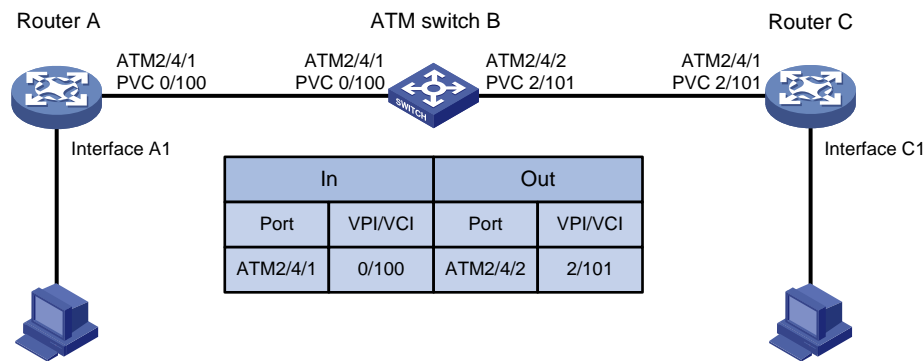 Router A
ATM switch B
Router C
ATM2/4/1
PVC 0/100
ATM2/4/1
PVC 0/100
ATM2/4/2
PVC 2/101
ATM2/4/1
PVC 2/101
SWITCH
Interface A1
Interface C1
In Out
Port VPI/VCI Port VPI/VCI
ATM2/4/1 0/100 ATM2/4/2 2/101